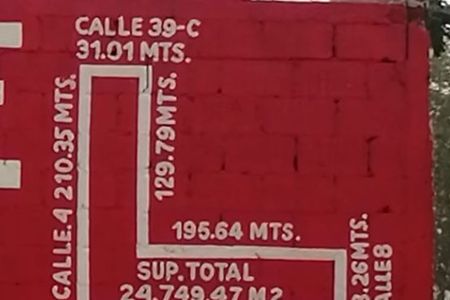 CALLE 39-C
31.01 MTS.
CALLE.4 210.35 MTS.
129.79 MTS.
195.64 MTS.
SUP. TOTAL
24,749.47 M2